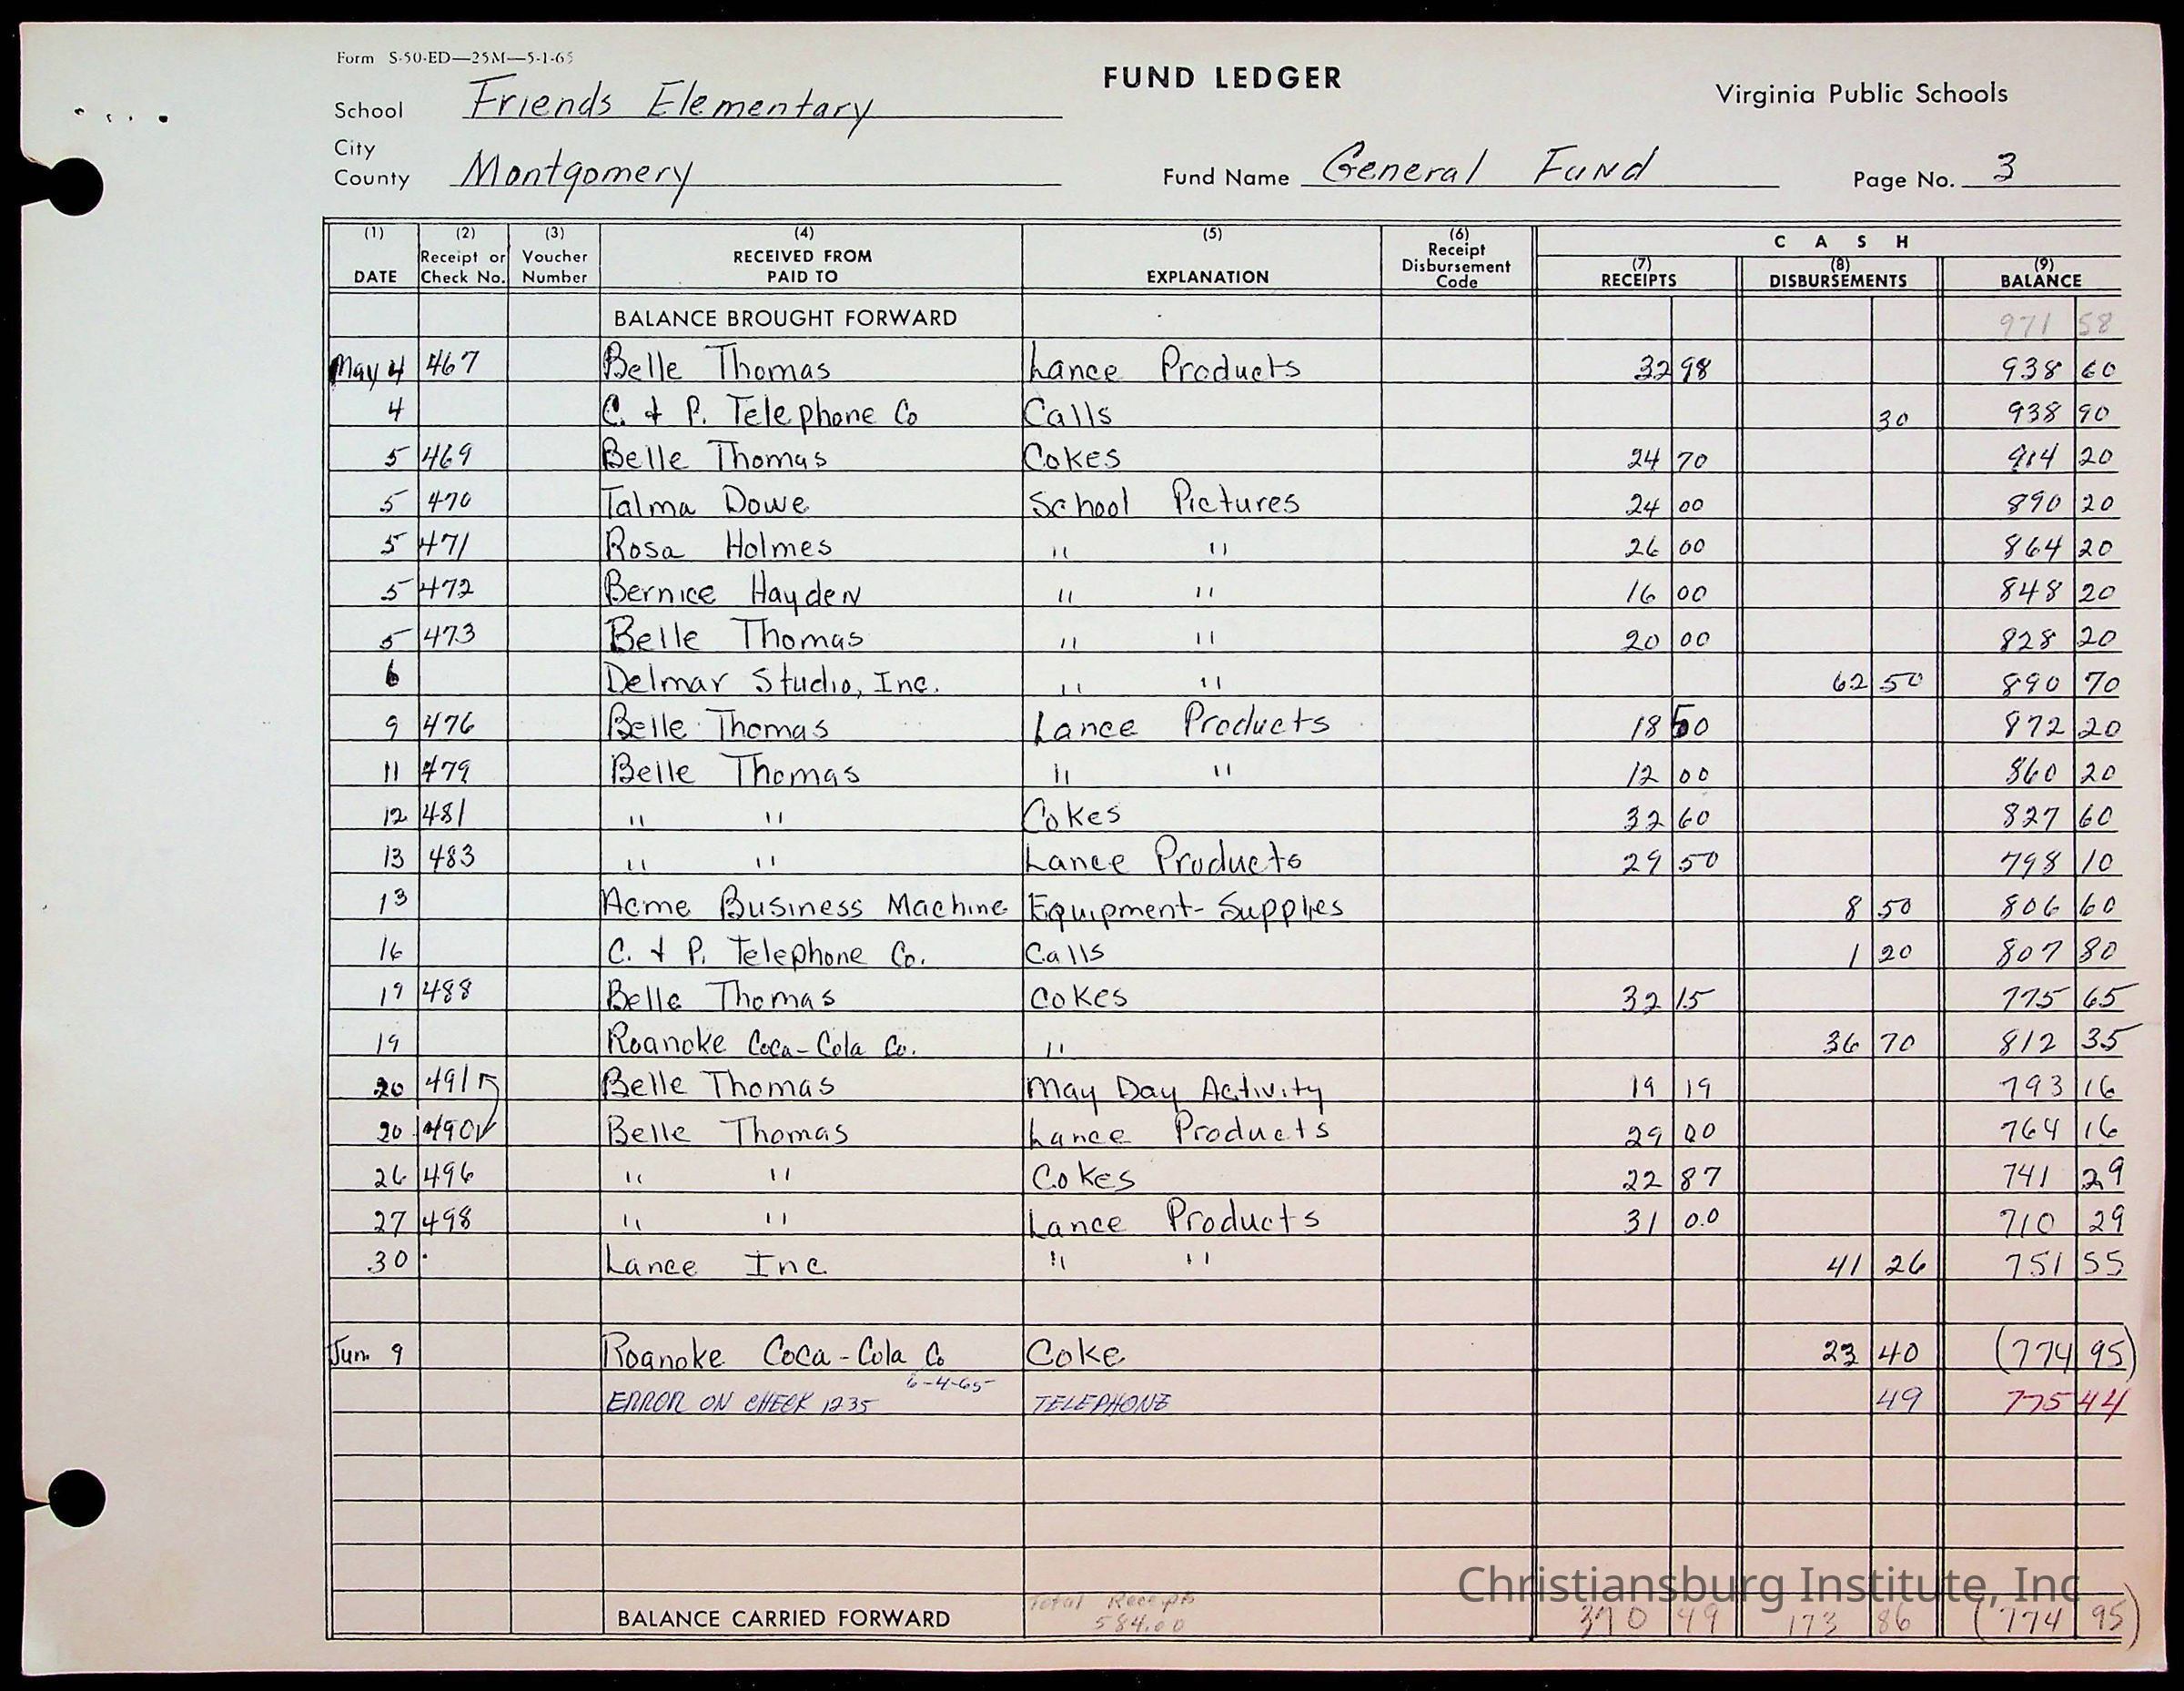 Form S-50-ED—25M—5-1-65
FUND LEDGER
Virginia Public Schools
School Friends Elementary
City
County Montgomery
Fund Name General Fund
Page No. 3
(1) DATE
(2) Receipt or Check No.
(3) Voucher Number
(4) RECEIVED FROM PAID TO
(5) EXPLANATION
(6) Receipt Disbursement Code
C A S H
(7) RECEIPTS
(8) DISBURSEMENTS
(9) BALANCE
BALANCE BROUGHT FORWARD 971 58
May 4 467 Belle Thomas Lance Products 32 98 938 60
4 C. & P. Telephone Co Calls 30 938 90
5 469 Belle Thomas Cokes 24 70 914 20
5 470 Talma Dowe School Pictures 24 00 890 20
5 471 Rosa Holmes " " 26 00 864 20
5 472 Bernice Hayden " " 16 00 848 20
5 473 Belle Thomas " " 20 00 828 20
6 Delmar Studio, Inc. " " 62 50 890 70
9 476 Belle Thomas Lance Products 18 50 872 20
11 479 Belle Thomas " " 12 00 860 20
12 481 " " Cokes 32 60 827 60
13 483 " " Lance Products 29 50 798 10
13 Acme Business Machine Equipment-Supplies 8 50 806 60
16 C. & P. Telephone Co. Calls 1 20 807 80
19 488 Belle Thomas Cokes 32 15 775 65
19 Roanoke Coca-Cola Co. " 36 70 812 35
20 491 Belle Thomas May Day Activity 19 19 793 16
20 490 Belle Thomas Lance Products 29 00 764 16
26 496 " " Cokes 22 87 741 29
27 498 " " Lance Products 31 0.0 710 29
30 Lance Inc. " " 41 26 751 55
Jun. 9 Roanoke Coca-Cola Co Coke 23 40 (774 95)
6-4-65
ERROR ON CHECK 1235 TELEPHONE 49 775 44
Christiansburg Institute, Inc
Total Receipts
BALANCE CARRIED FORWARD 584.00 370 49 173 86 (774 95)